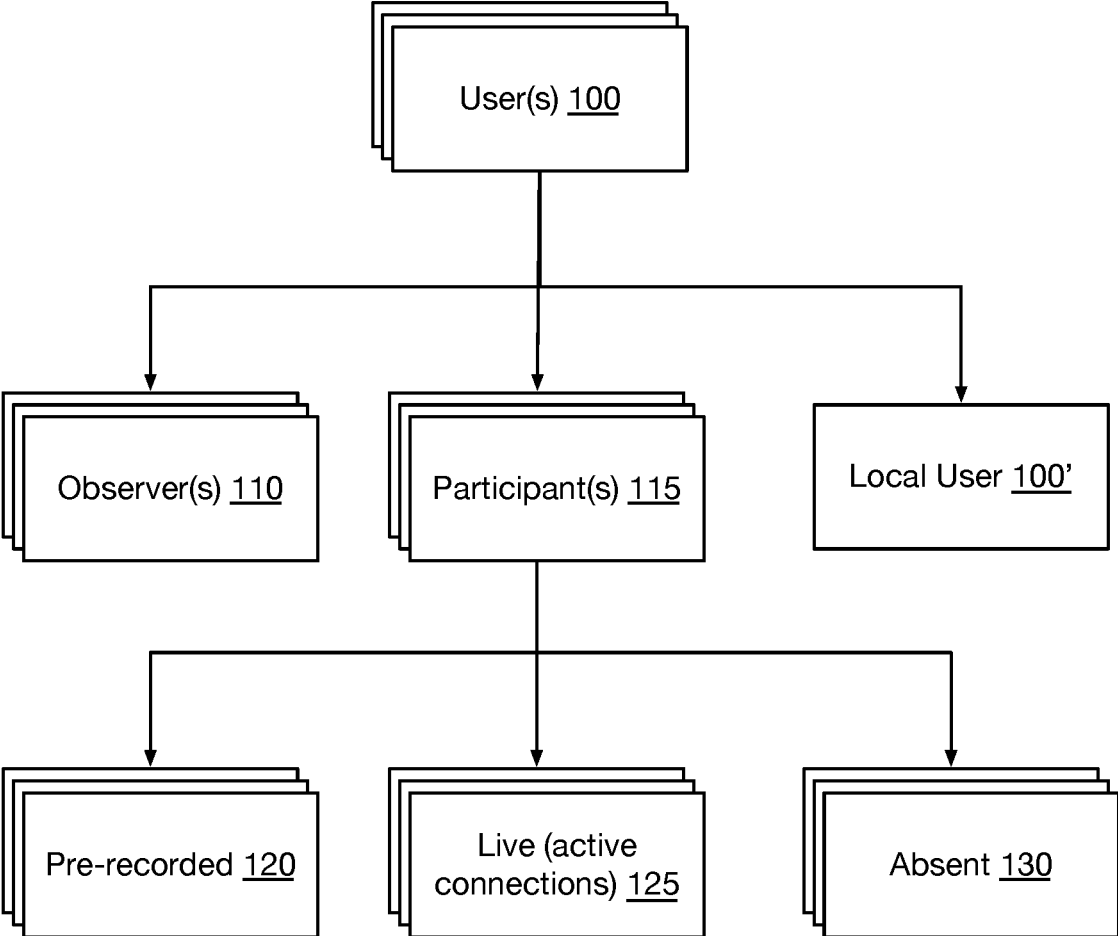 User(s) 100
Observer(s) 110
Participant(s) 115
Local User 100’
Pre-recorded 120
Live (active
connections) 125
Absent 130